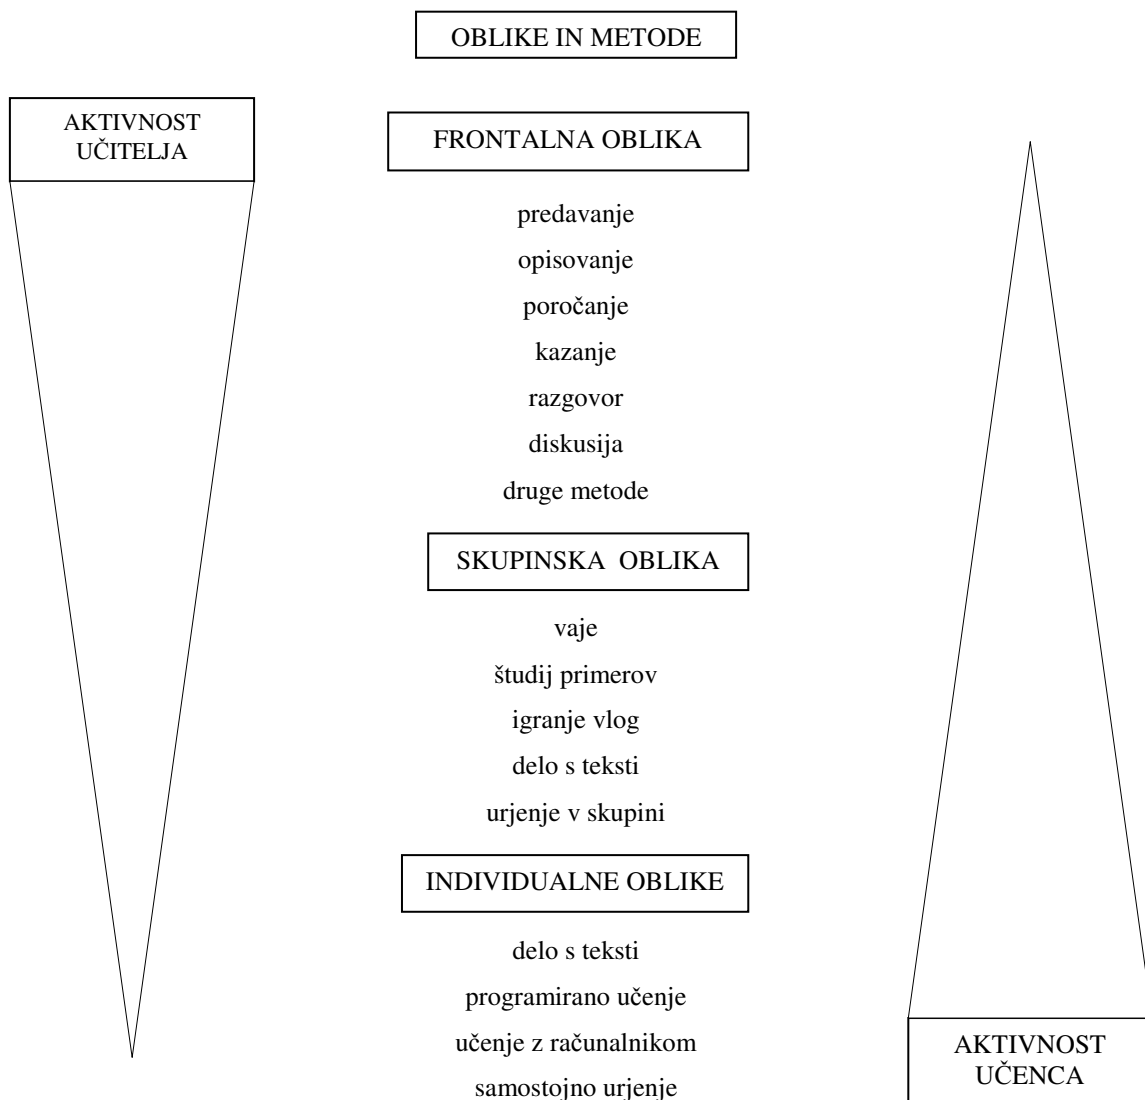 OBLIKE IN METODE
AKTIVNOST
UČITELJA
FRONTALNA OBLIKA
predavanje
opisovanje
poročanje
kazanje
razgovor
diskusija
druge metode
SKUPINSKA OBLIKA
vaje
študij primerov
igranje vlog
delo s teksti
urjenje v skupini
INDIVIDUALNE OBLIKE
delo s teksti
programirano učenje
učenje z računalnikom
samostojno urjenje
AKTIVNOST
UČENCA